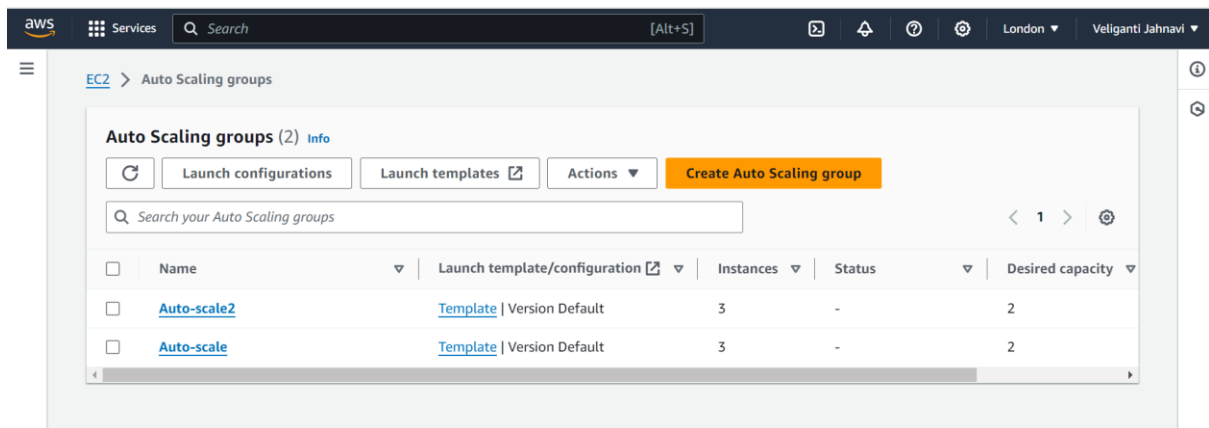 aws Services Search [Alt+S] London Veliganti Jahnavi
EC2 > Auto Scaling groups
Auto Scaling groups (2) Info
Launch configurations Launch templates Actions Create Auto Scaling group
Search your Auto Scaling groups
< 1 >
Name Launch template/configuration Instances Status Desired capacity
Auto-scale2 Template | Version Default 3 - 2
Auto-scale Template | Version Default 3 - 2